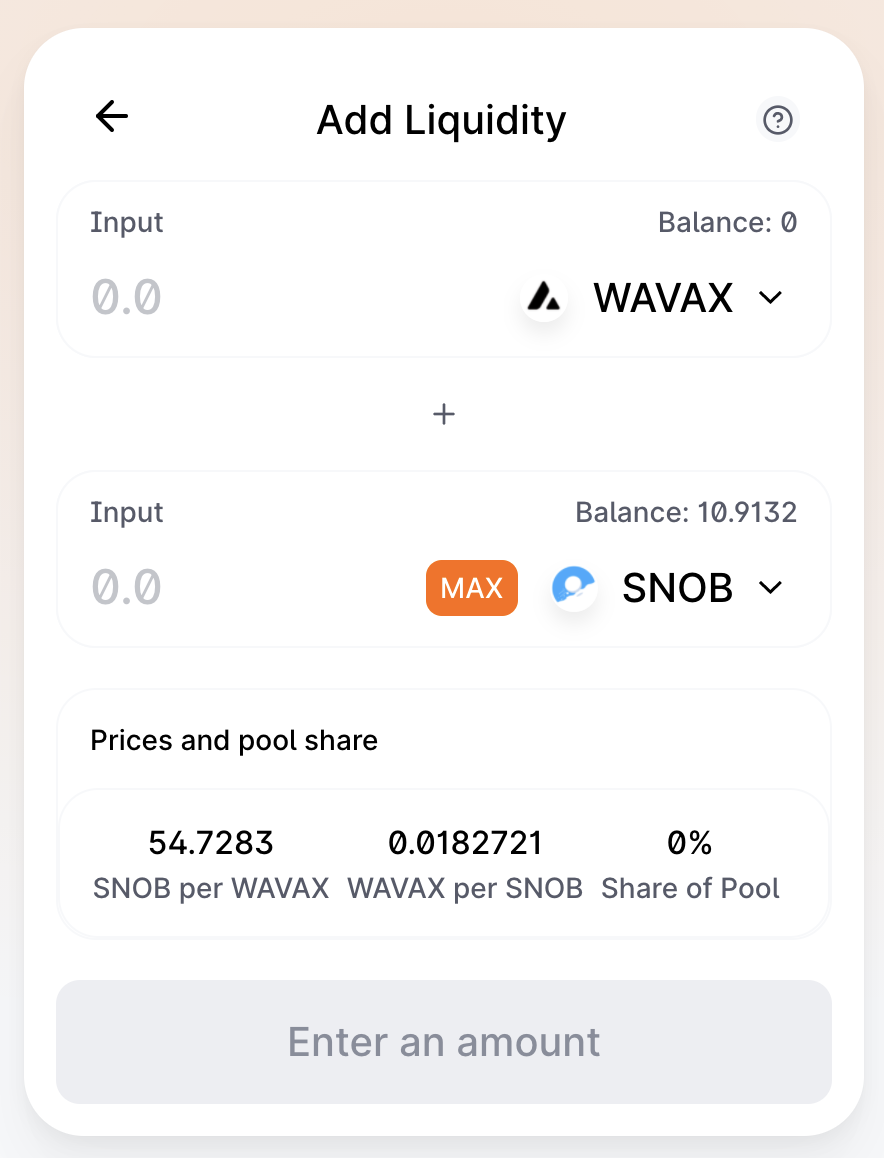 Add Liquidity
Input Balance: 0
0.0 WAVAX
+
Input Balance: 10.9132
0.0 MAX SNOB
Prices and pool share
54.7283 0.0182721 0%
SNOB per WAVAX WAVAX per SNOB Share of Pool
Enter an amount